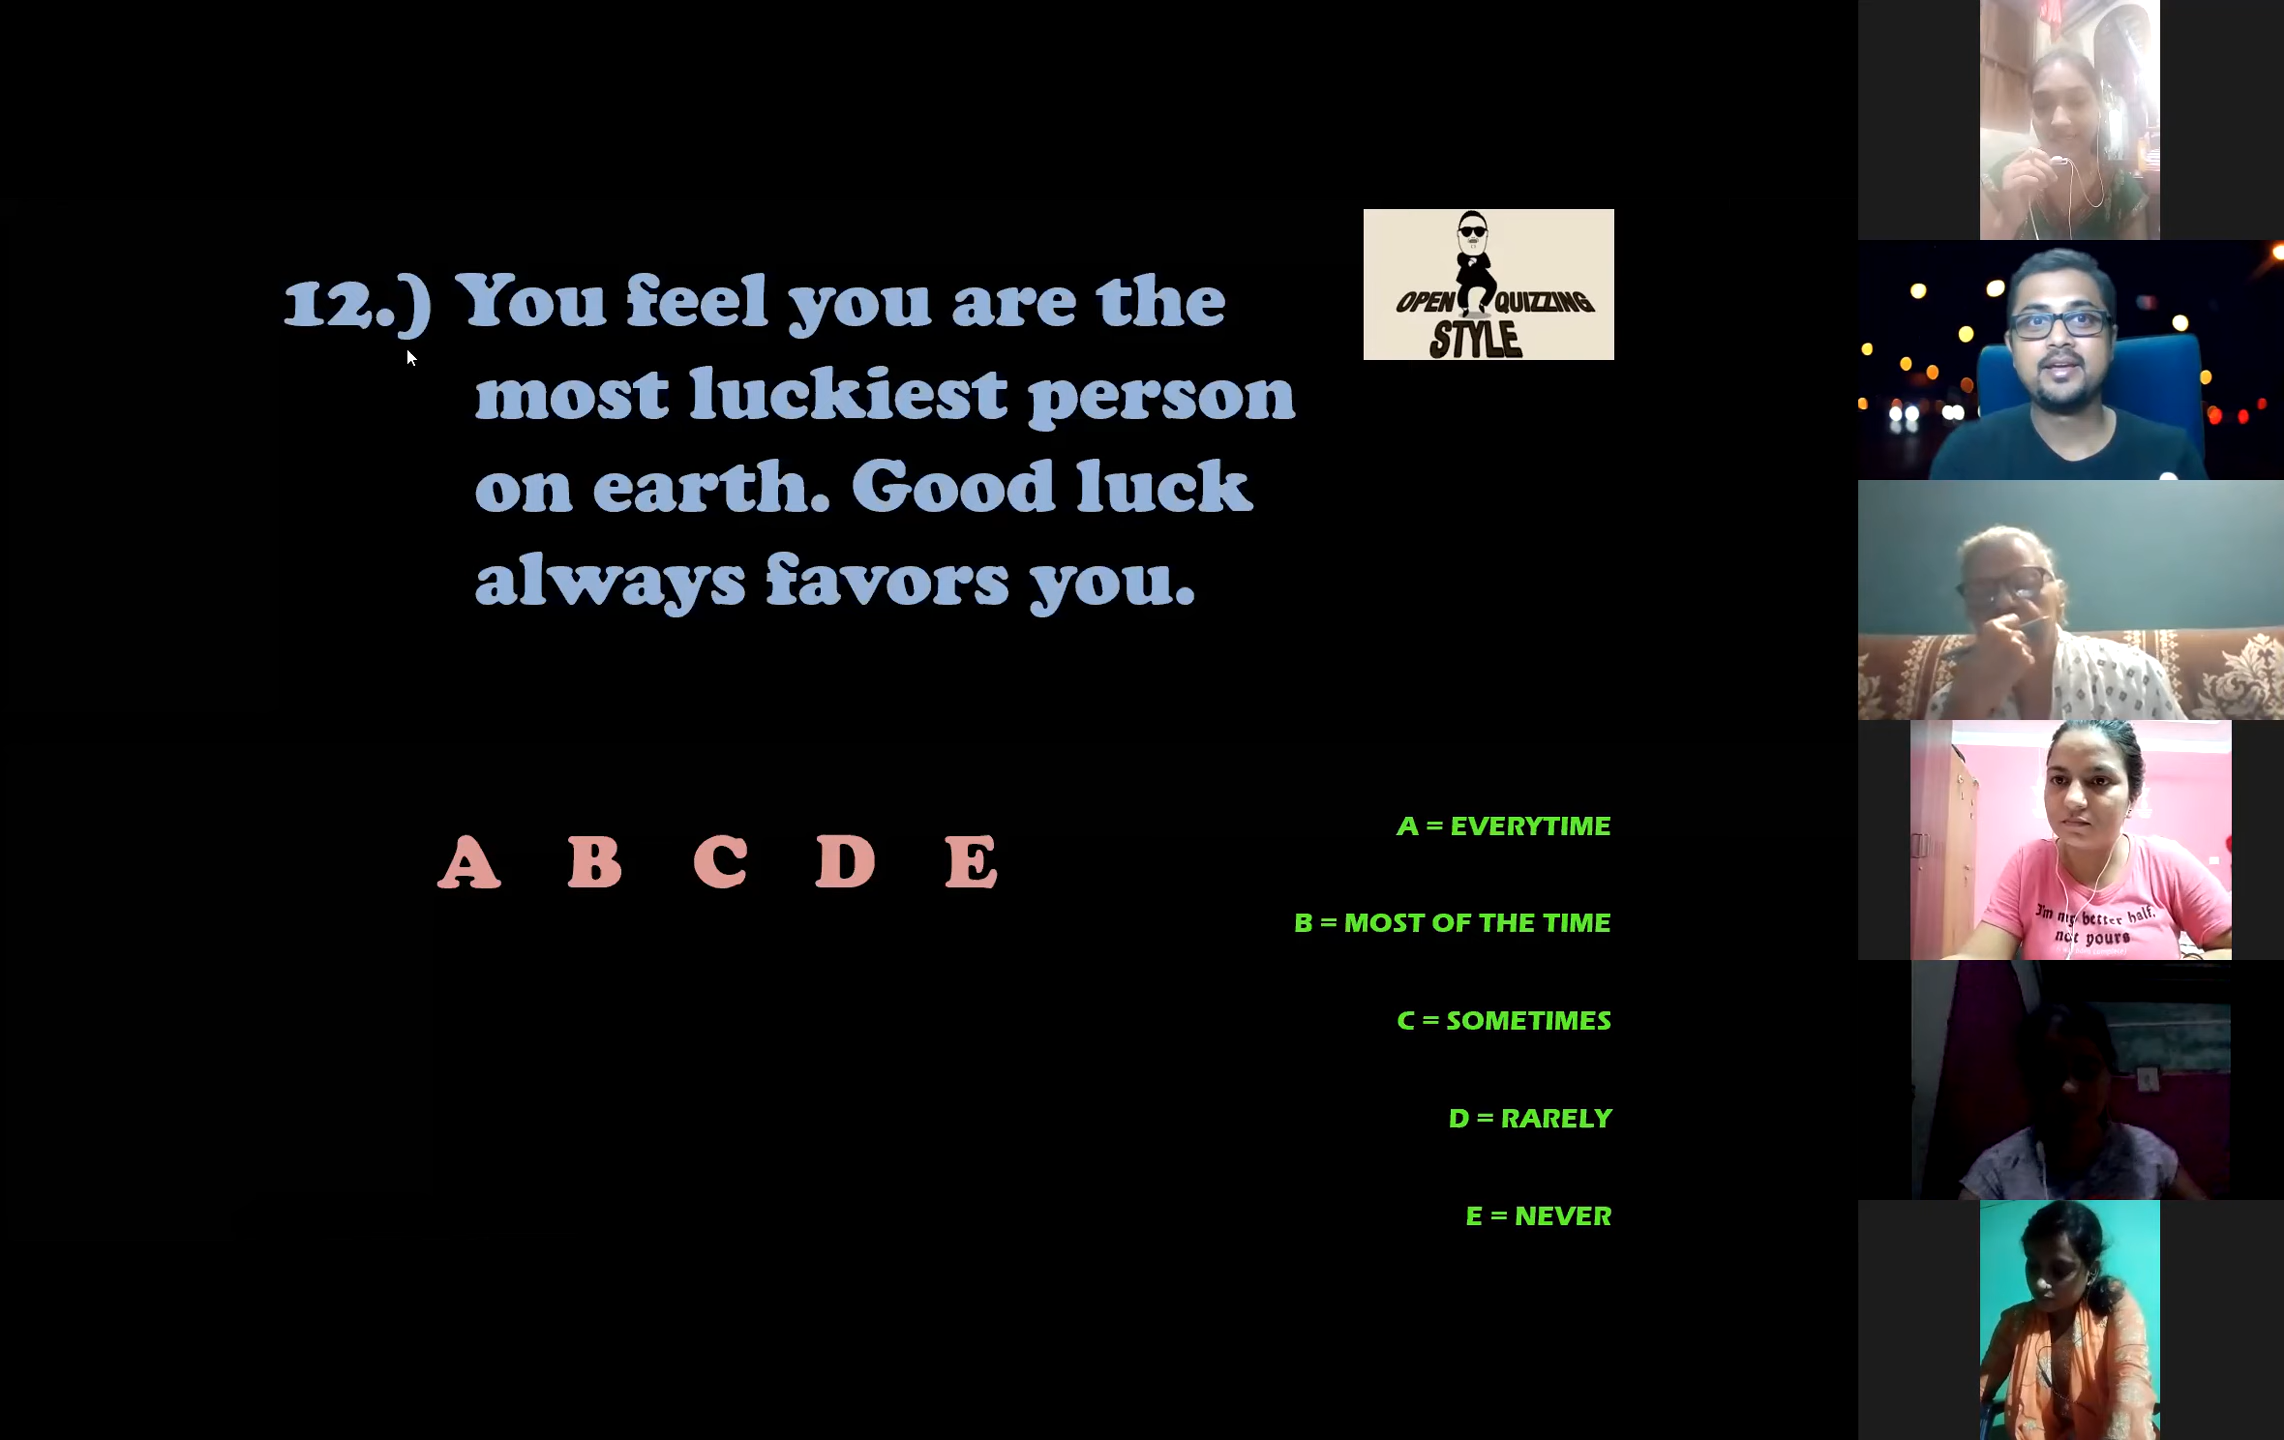 12.) You feel you are the
most luckiest person
on earth. Good luck
always favors you.
OPEN QUIZZING
STYLE
A B C D E
A = EVERYTIME
B = MOST OF THE TIME
C = SOMETIMES
D = RARELY
E = NEVER
I'm my better half,
not yours